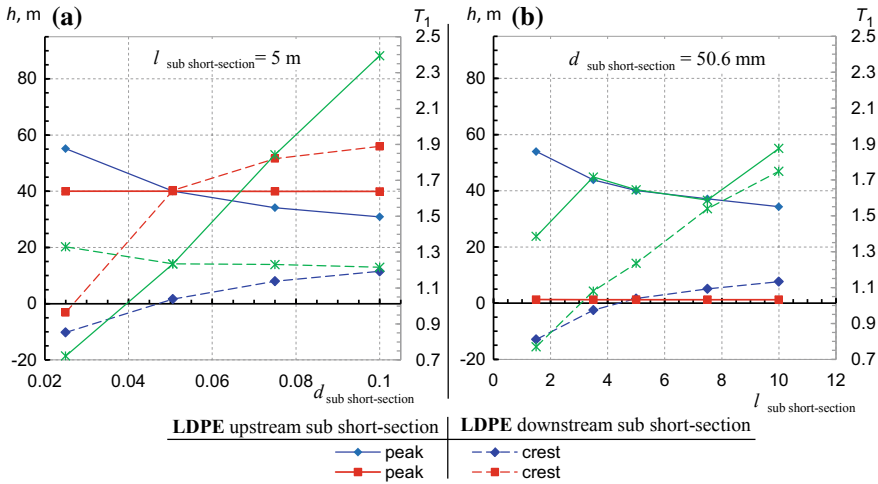 h, m (a) T1
l sub short-section = 5 m
80
60
40
20
0
-20
2.5
2.3
2.1
1.9
1.7
1.5
1.3
1.1
0.9
0.7
0.02 0.04 0.06 0.08 0.1
d sub short-section
h, m (b) T1
d sub short-section = 50.6 mm
80
60
40
20
0
-20
2.5
2.3
2.1
1.9
1.7
1.5
1.3
1.1
0.9
0.7
0 2 4 6 8 10 12
l sub short-section
LDPE upstream sub short-section LDPE downstream sub short-section
peak crest
peak crest